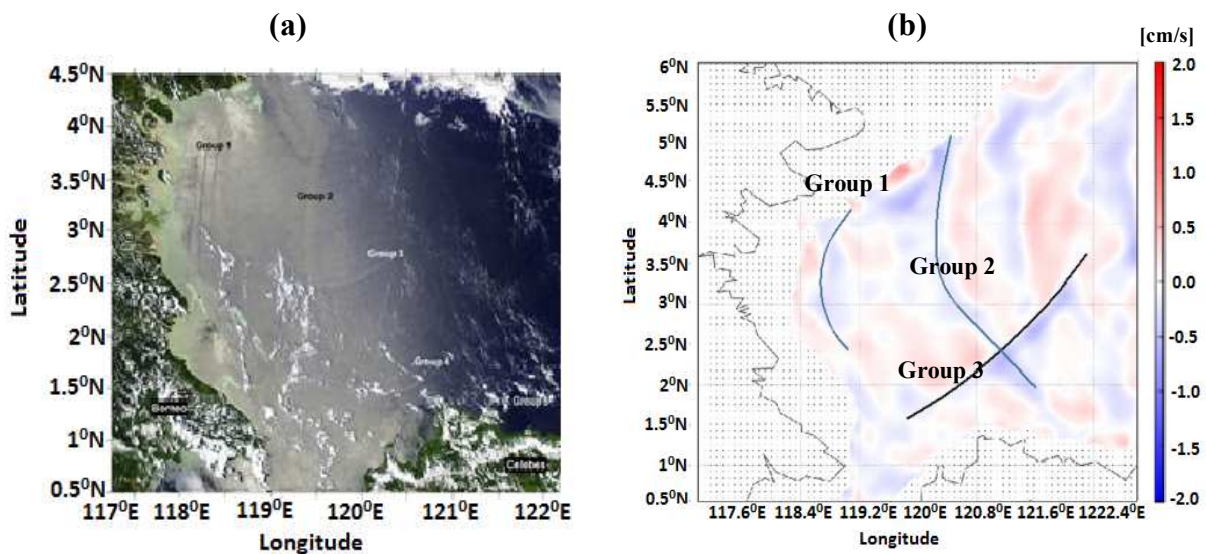 (a)
4.5⁰N
4⁰N
3.5⁰N
3⁰N
2.5⁰N
2⁰N
1.5⁰N
1⁰N
0.5⁰N
Latitude
Group
Group
Group
Group
Group
Borneo
Celebes
117⁰E 118⁰E 119⁰E 120⁰E 121⁰E 122⁰E
Longitude
(b)
[cm/s]
6⁰N
5.5⁰N
5⁰N
4.5⁰N
4⁰N
3.5⁰N
3⁰N
2.5⁰N
2⁰N
1.5⁰N
1⁰N
0.5⁰N
Latitude
Group 1
Group 2
Group 3
117.6⁰E 118.4⁰E 119.2⁰E 120⁰E 120.8⁰E 121.6⁰E 1222.4⁰E
Longitude
2.0
1.5
1.0
0.5
0.0
-0.5
-1.0
-1.5
-2.0